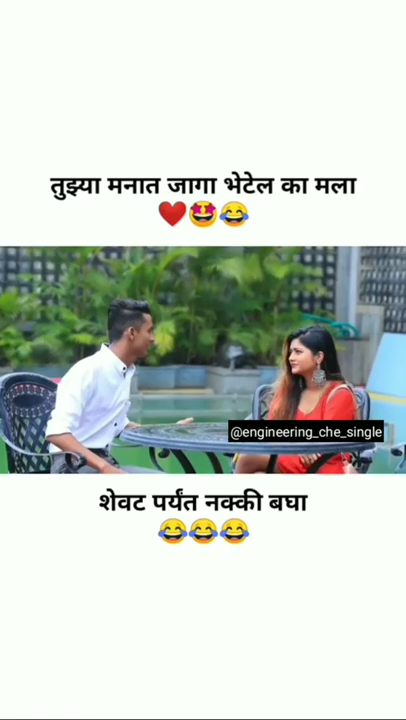 तुझ्या मनात जागा भेटेल का मला
❤️🤩😂
@engineering_che_single
शेवट पर्यंत नक्की बघा
😂😂😂